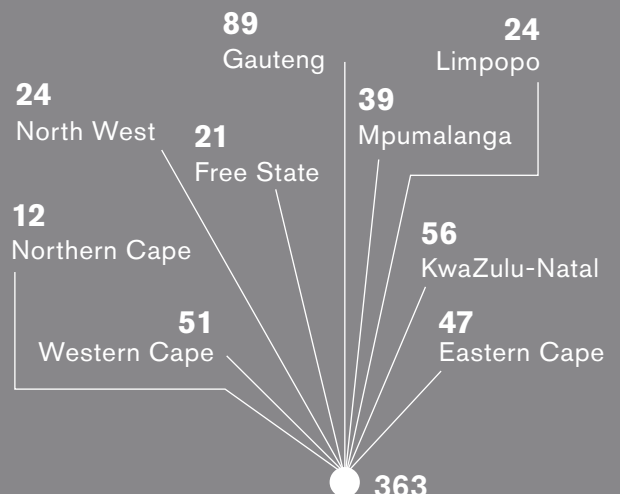 89
Gauteng
24
Limpopo
24
North West
39
Mpumalanga
21
Free State
12
Northern Cape
56
KwaZulu-Natal
51
Western Cape
47
Eastern Cape
363